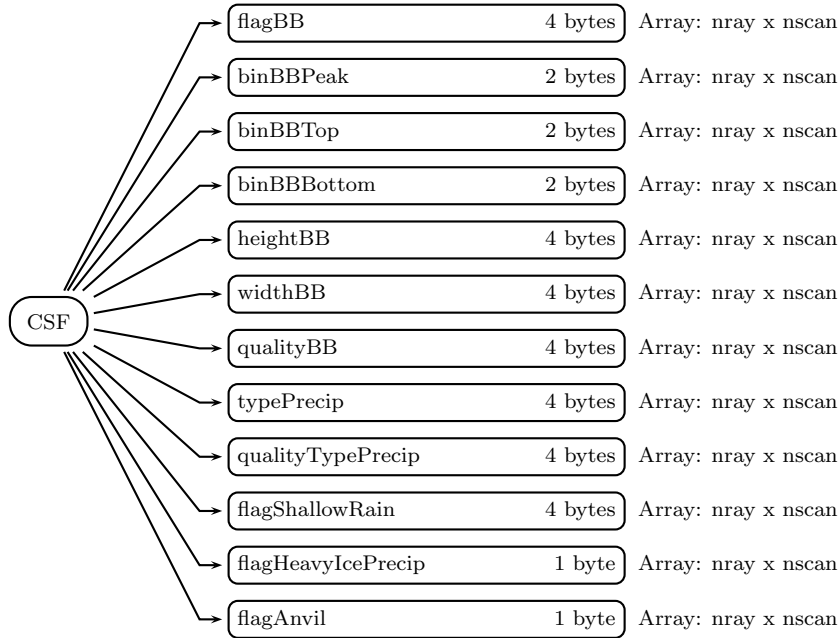 flagBB 4 bytes Array: nray x nscan
binBBPeak 2 bytes Array: nray x nscan
binBBTop 2 bytes Array: nray x nscan
binBBBottom 2 bytes Array: nray x nscan
heightBB 4 bytes Array: nray x nscan
widthBB 4 bytes Array: nray x nscan
CSF
qualityBB 4 bytes Array: nray x nscan
typePrecip 4 bytes Array: nray x nscan
qualityTypePrecip 4 bytes Array: nray x nscan
flagShallowRain 4 bytes Array: nray x nscan
flagHeavyIcePrecip 1 byte Array: nray x nscan
flagAnvil 1 byte Array: nray x nscan